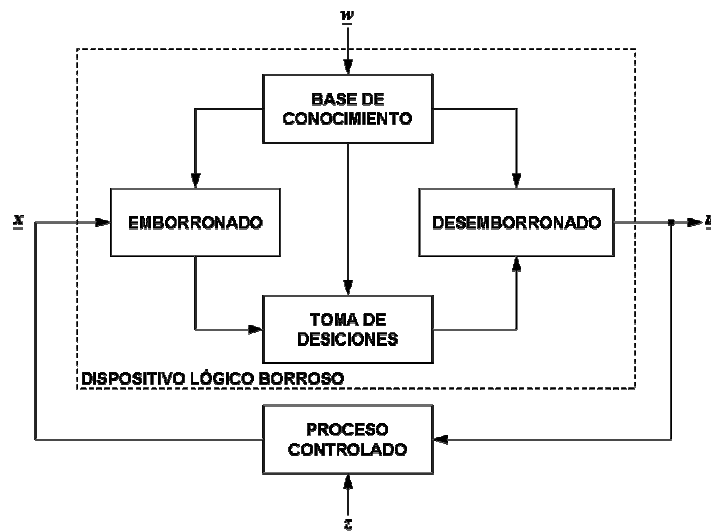 w
BASE DE
CONOCIMIENTO
x
EMBORRONADO
DESEMBORRONADO
TOMA DE
DESICIONES
DISPOSITIVO LÓGICO BORROSO
PROCESO
CONTROLADO
z